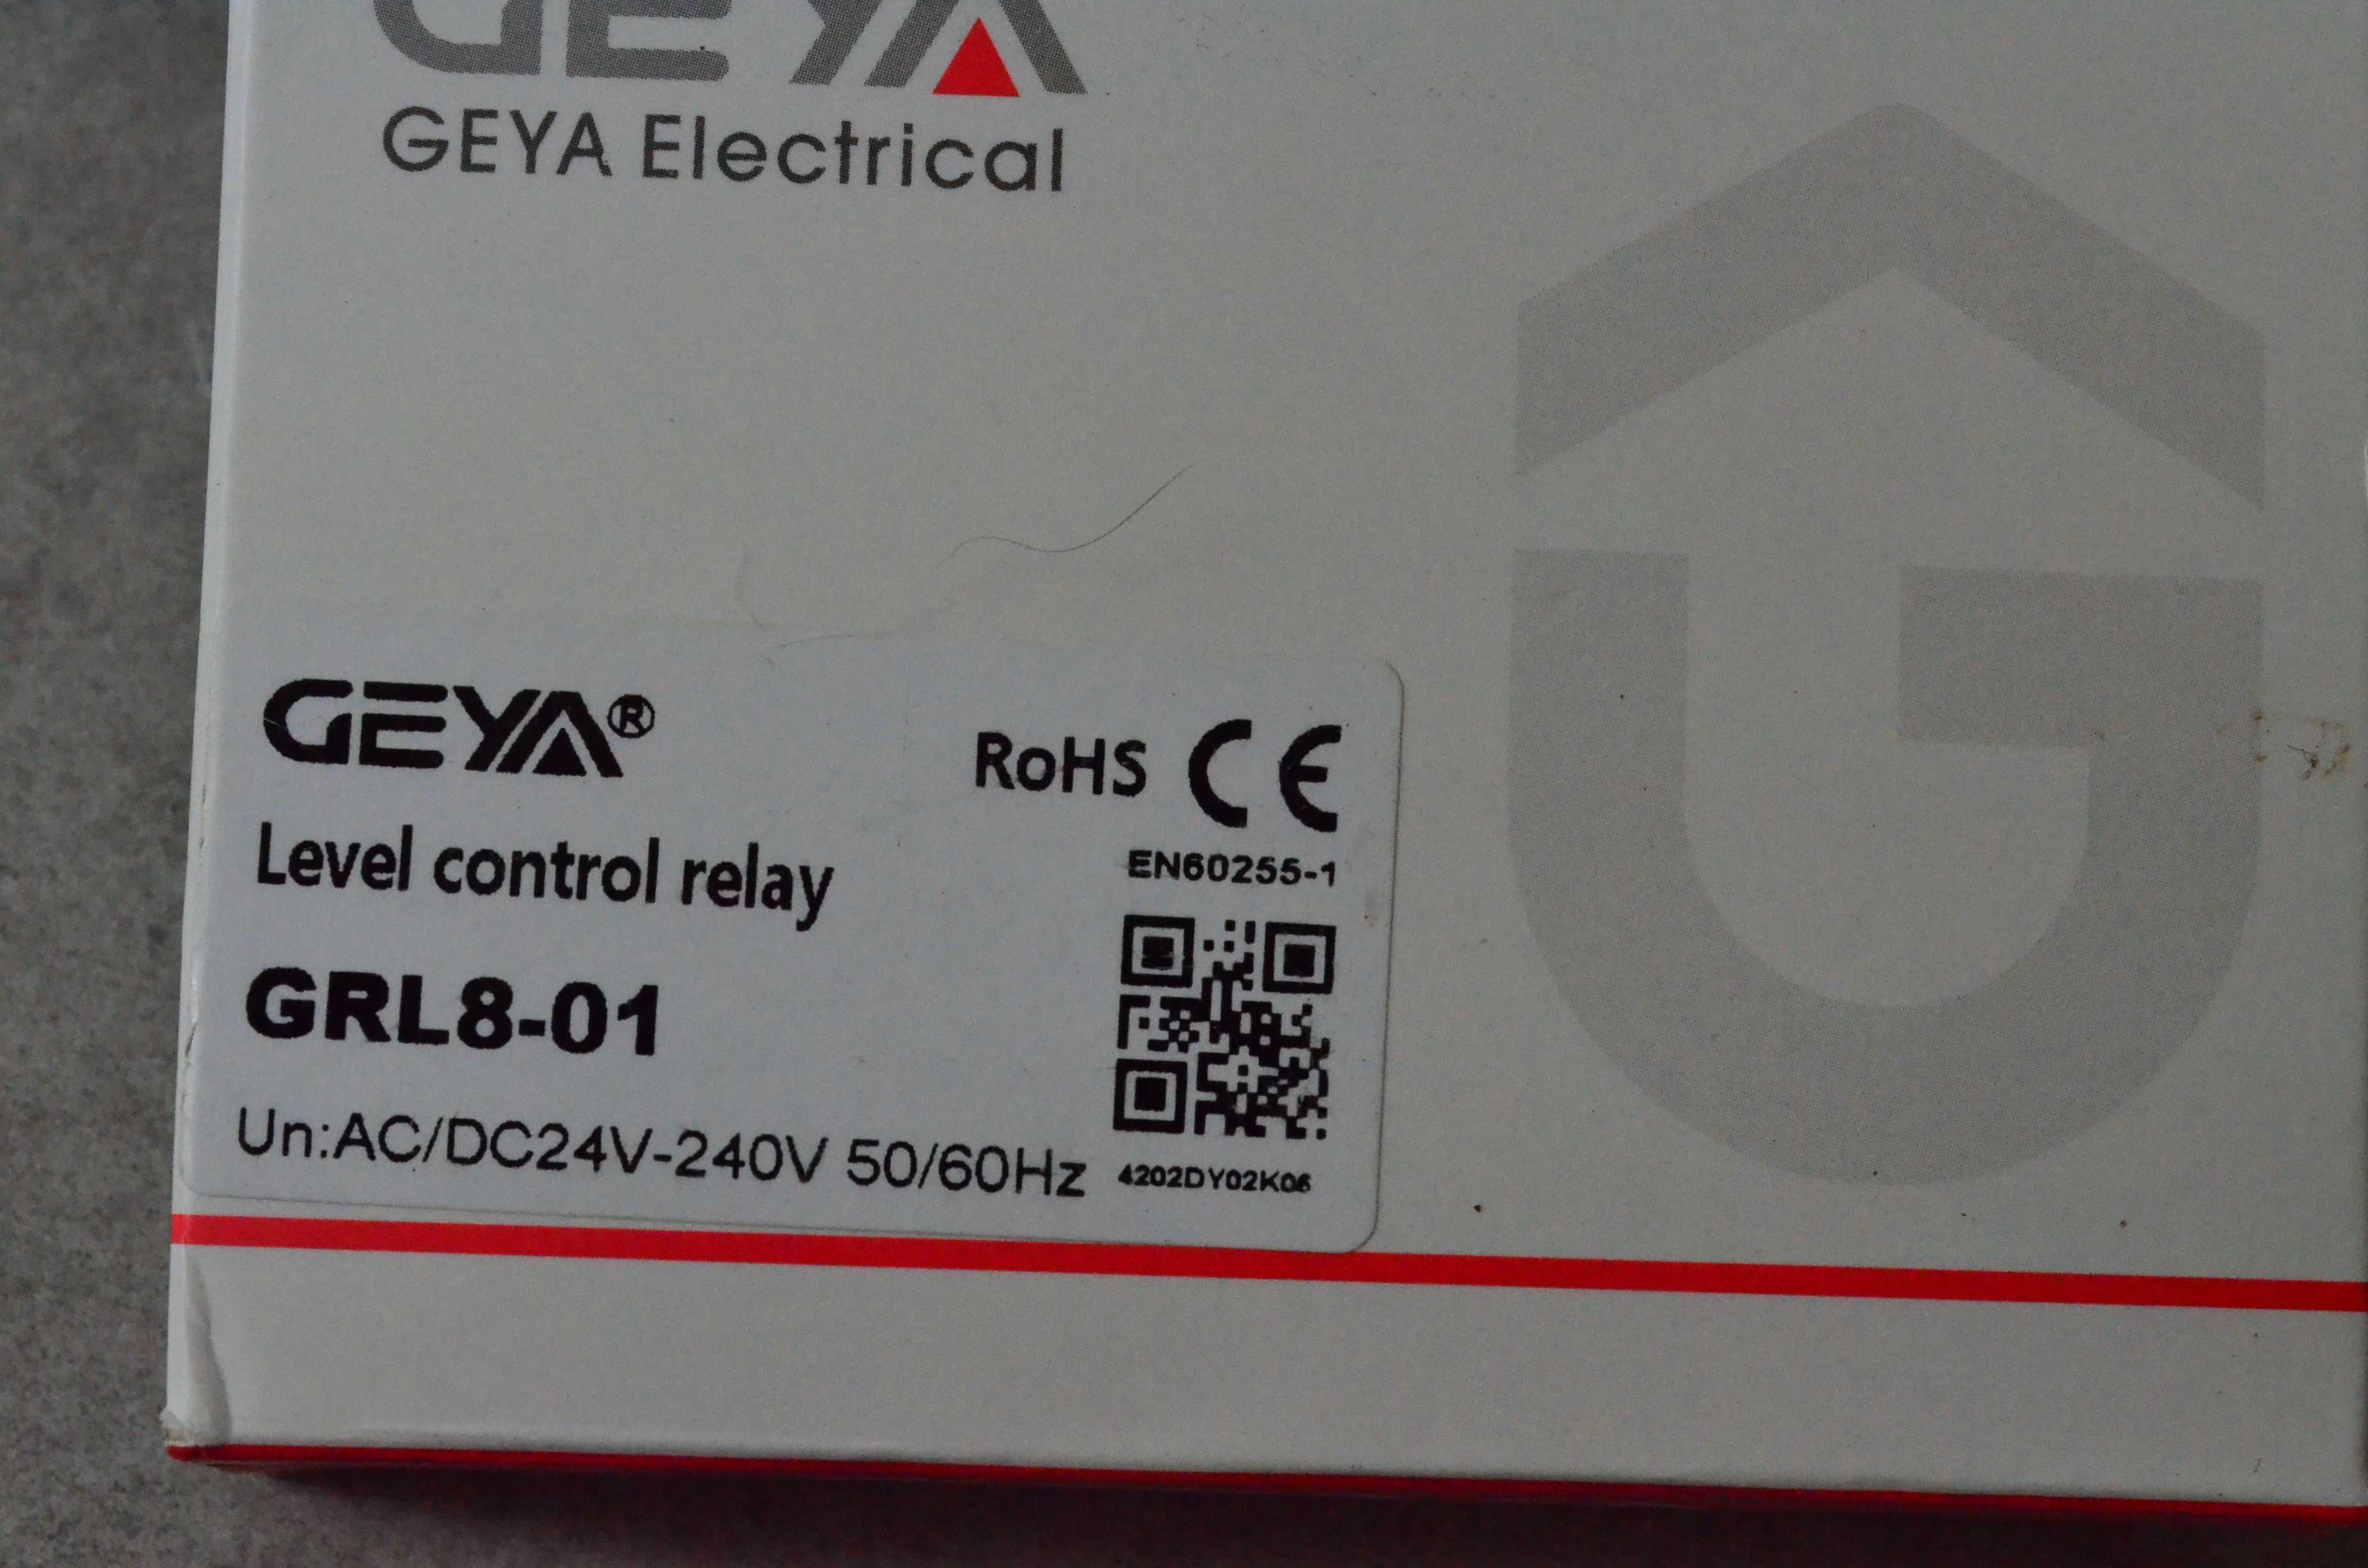 GEYA
GEYA Electrical
GEYA®
RoHS CE
Level control relay
EN60255-1
GRL8-01
Un:AC/DC24V-240V 50/60Hz
4202DY02K06